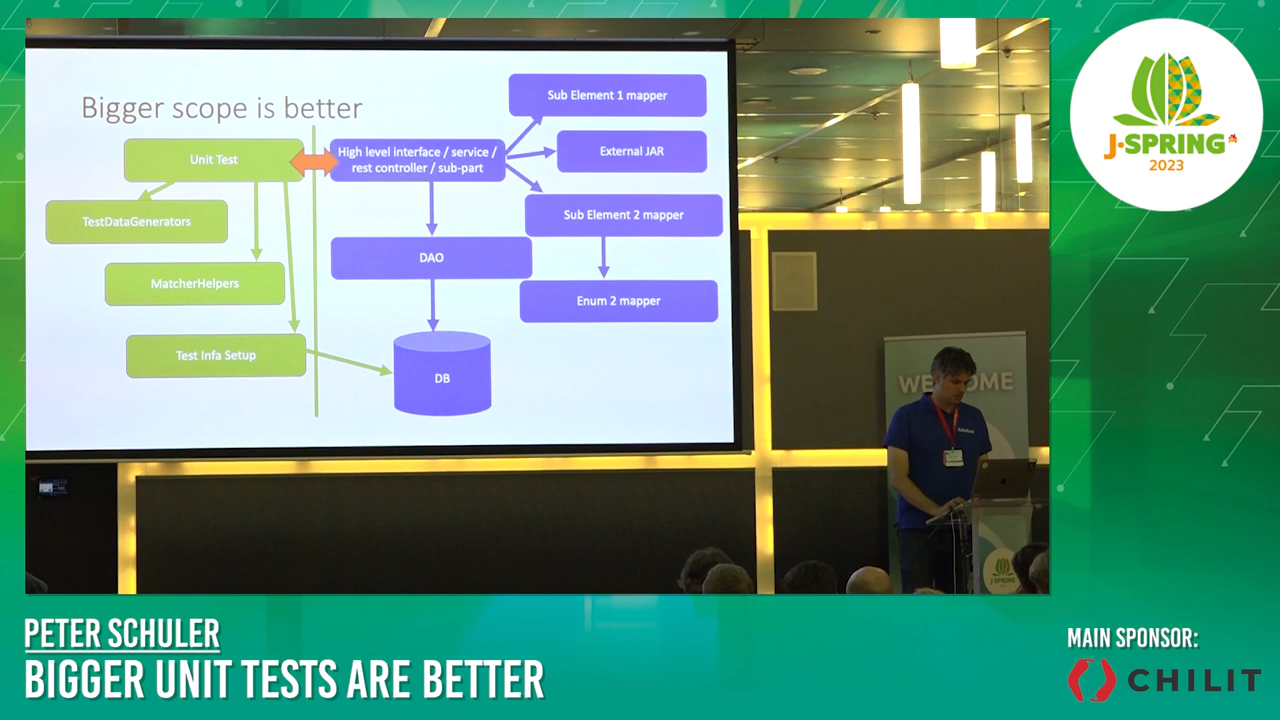 Bigger scope is better
Unit Test
TestDataGenerators
MatcherHelpers
Test Infa Setup
High level interface / service /
rest controller / sub-part
DAO
DB
Sub Element 1 mapper
External JAR
Sub Element 2 mapper
Enum 2 mapper
WELCOME
J-SPRING
J-SPRING
2023
PETER SCHULER
BIGGER UNIT TESTS ARE BETTER
MAIN SPONSOR:
CHILIT